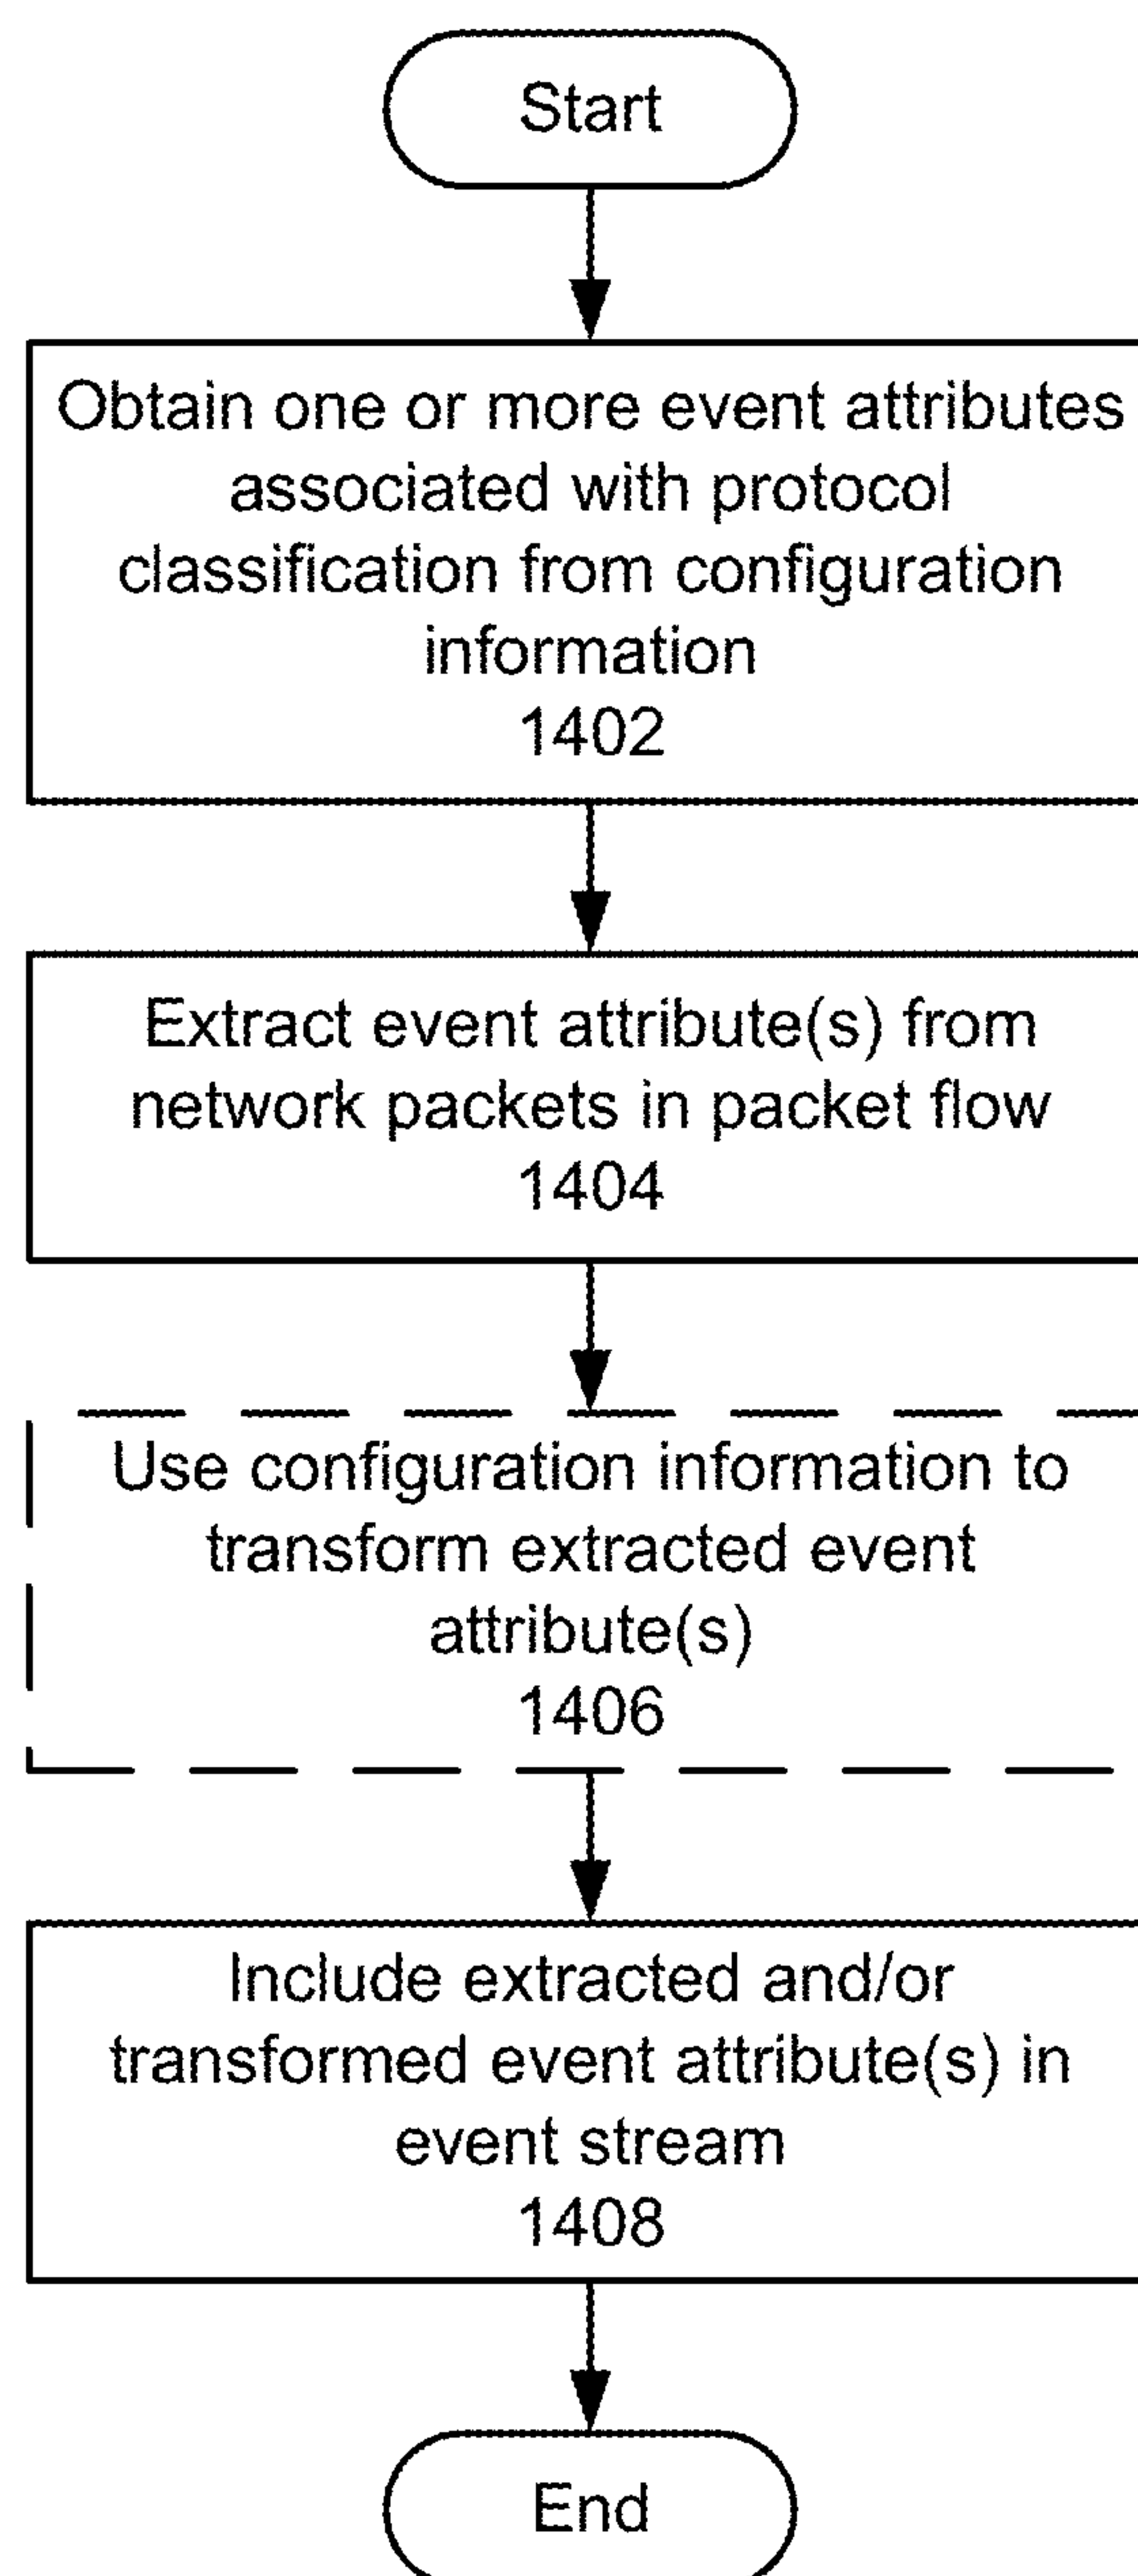 Start
Obtain one or more event attributes
associated with protocol
classification from configuration
information
1402
Extract event attribute(s) from
network packets in packet flow
1404
Use configuration information to
transform extracted event
attribute(s)
1406
Include extracted and/or
transformed event attribute(s) in
event stream
1408
End